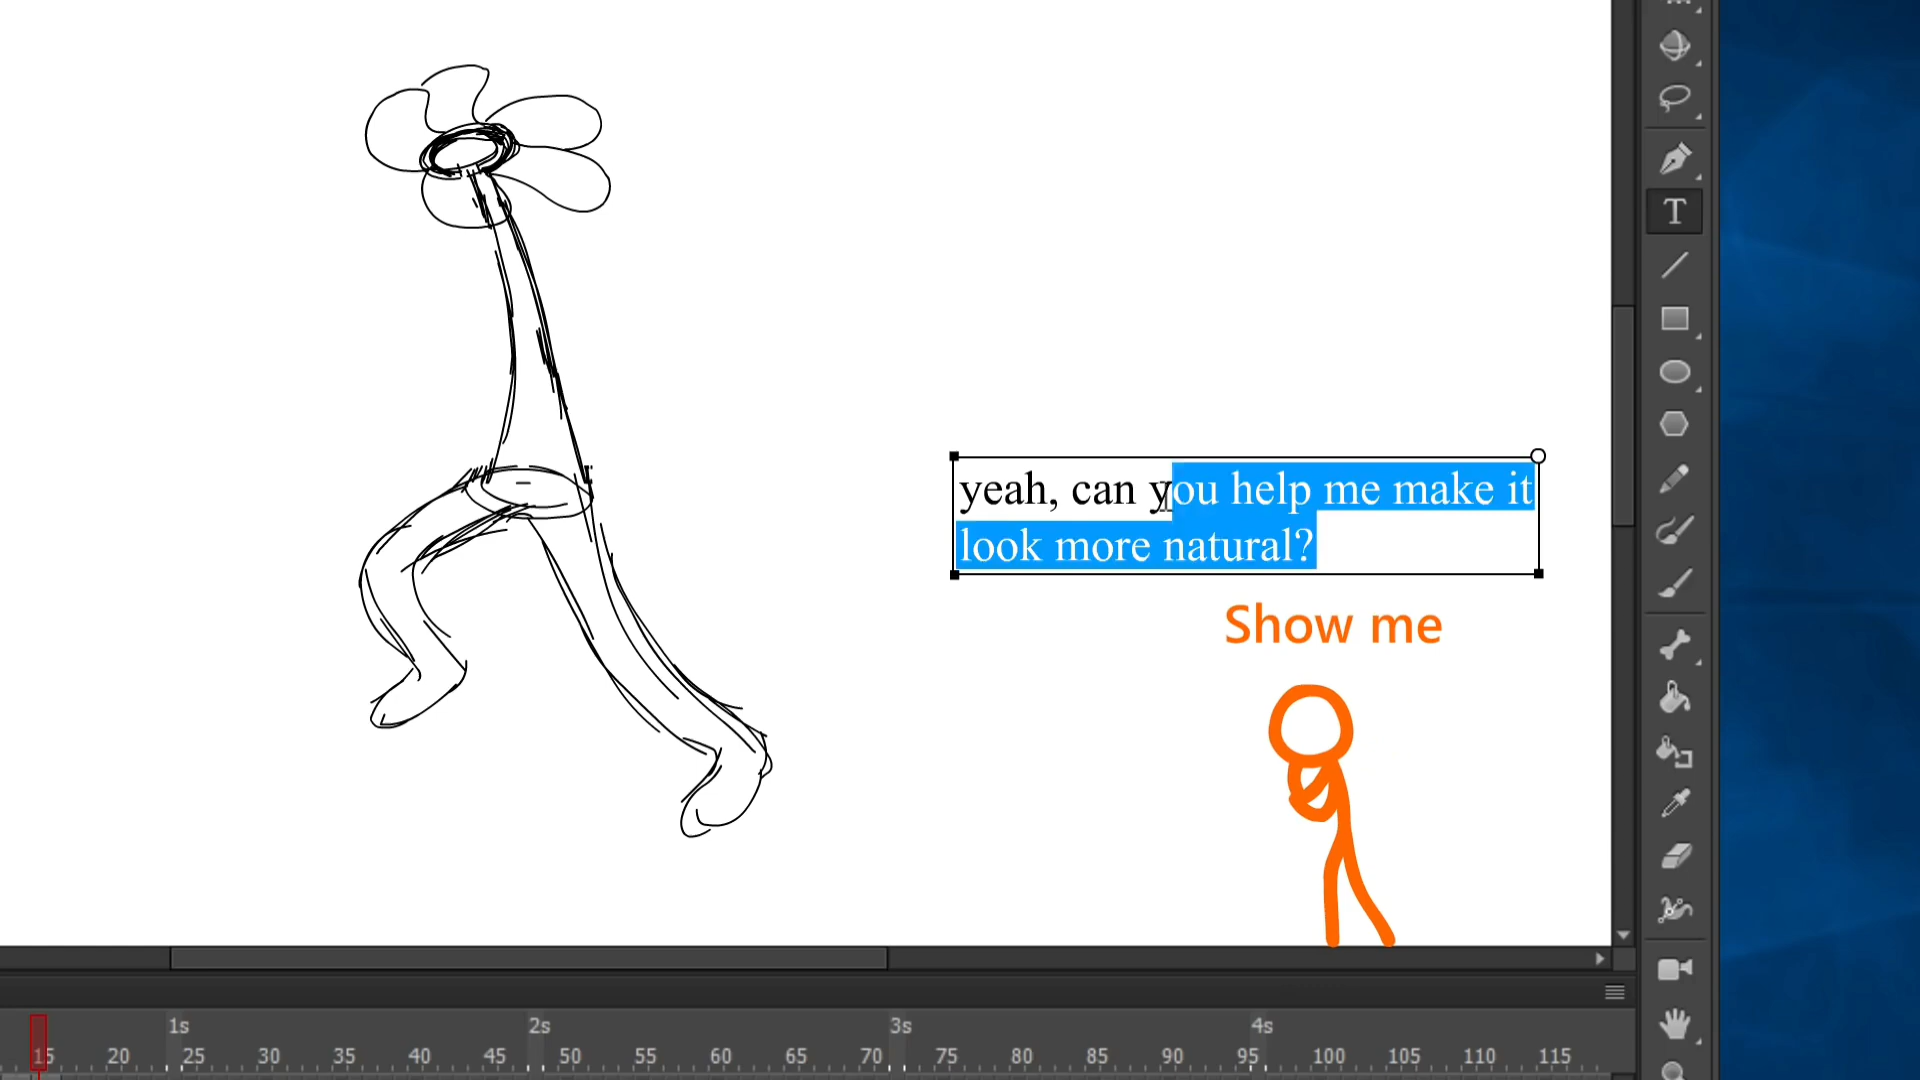 yeah, can you help me make it
look more natural?
Show me
T
1s 2s 3s 4s
15 20 25 30 35 40 45 50 55 60 65 70 75 80 85 90 95 100 105 110 115